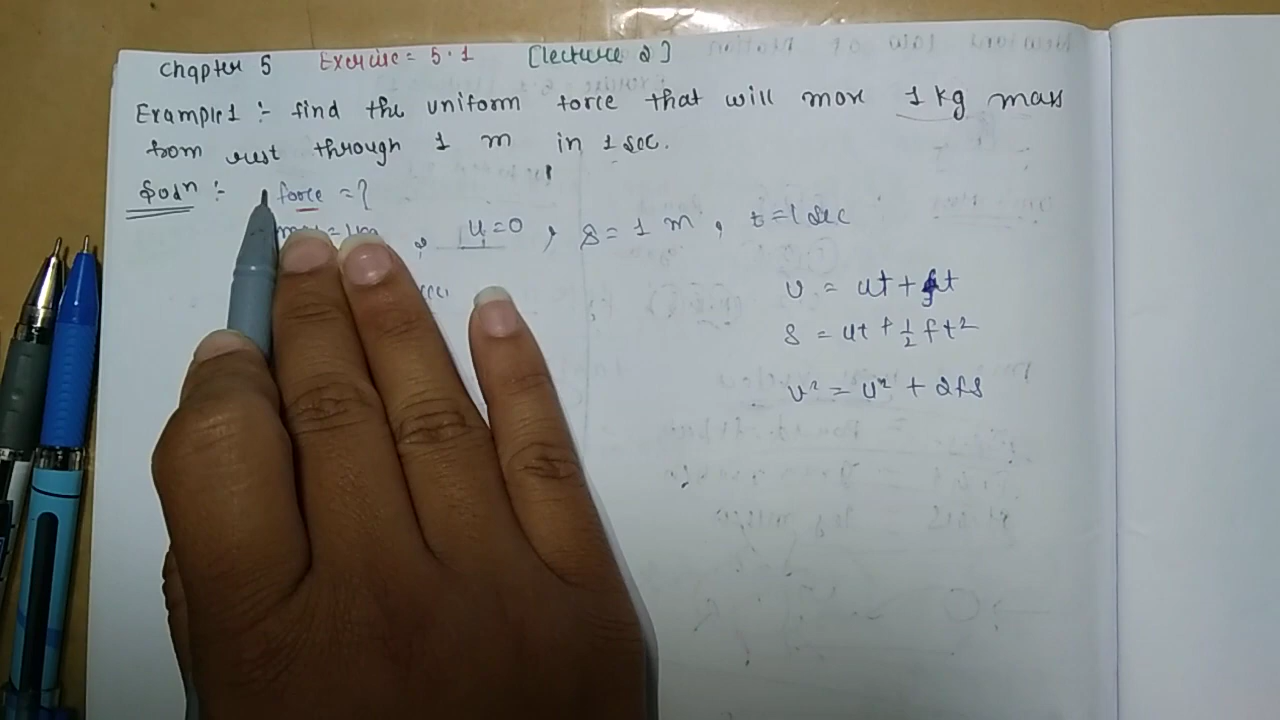 Chapter 5 Exercise = 5.1 [lecture 2]
Example 1 :- find the uniform force that will move 1 kg mass
from rest through 1 m in 1 sec.
Soln :- force = ?
u = 0 , s = 1 m , t = 1 sec
v = ut + ft
s = ut + 1/2 ft²
v² = u² + 2fs